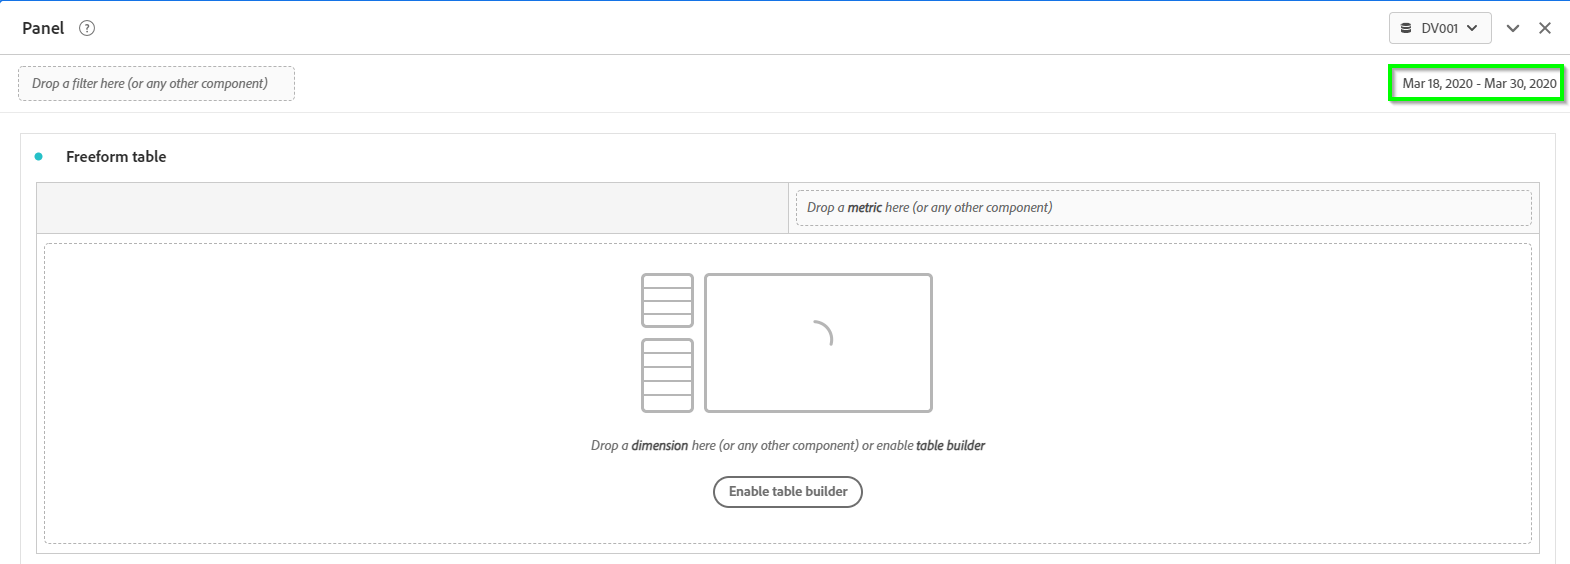 Panel ?
DV001
Drop a filter here (or any other component)
Mar 18, 2020 - Mar 30, 2020
Freeform table
Drop a metric here (or any other component)
Drop a dimension here (or any other component) or enable table builder
Enable table builder